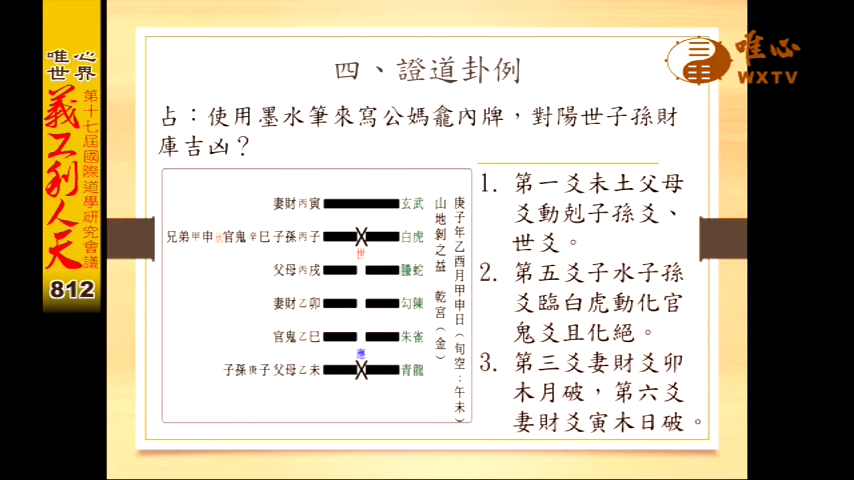 唯心
世界
第十七屆國際道學研究會議
義工利人天
812
唯心
WXTV
四、證道卦例
占：使用墨水筆來寫公媽龕內牌，對陽世子孫財
庫吉凶？
妻財丙寅 玄武
兄弟甲申 官鬼辛巳 子孫丙子 白虎
世
父母丙戌 螣蛇
妻財乙卯 勾陳
官鬼乙巳 朱雀
應
子孫庚子 父母乙未 青龍
庚子年乙酉月甲申日（旬空：午未）
山地剝之益 乾宮（金）
1. 第一爻未土父母
爻動剋子孫爻、
世爻。
2. 第五爻子水子孫
爻臨白虎動化官
鬼爻且化絕。
3. 第三爻妻財爻卯
木月破，第六爻
妻財爻寅木日破。